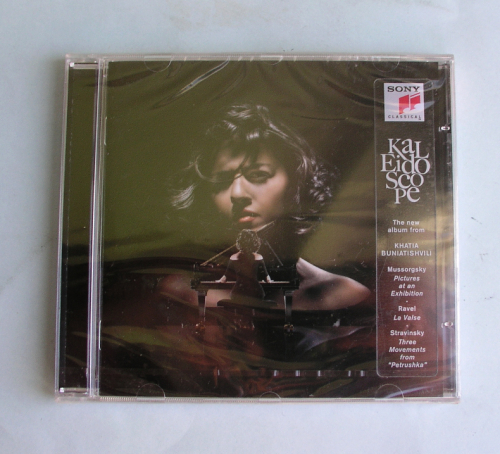 SONY
CLASSICAL
KaL
Eido
Sco
pe
The new
album from
KHATIA
BUNIATISHVILI
Mussorgsky
Pictures
at an
Exhibition
Ravel
La Valse
Stravinsky
Three
Movements
from
"Petrushka"